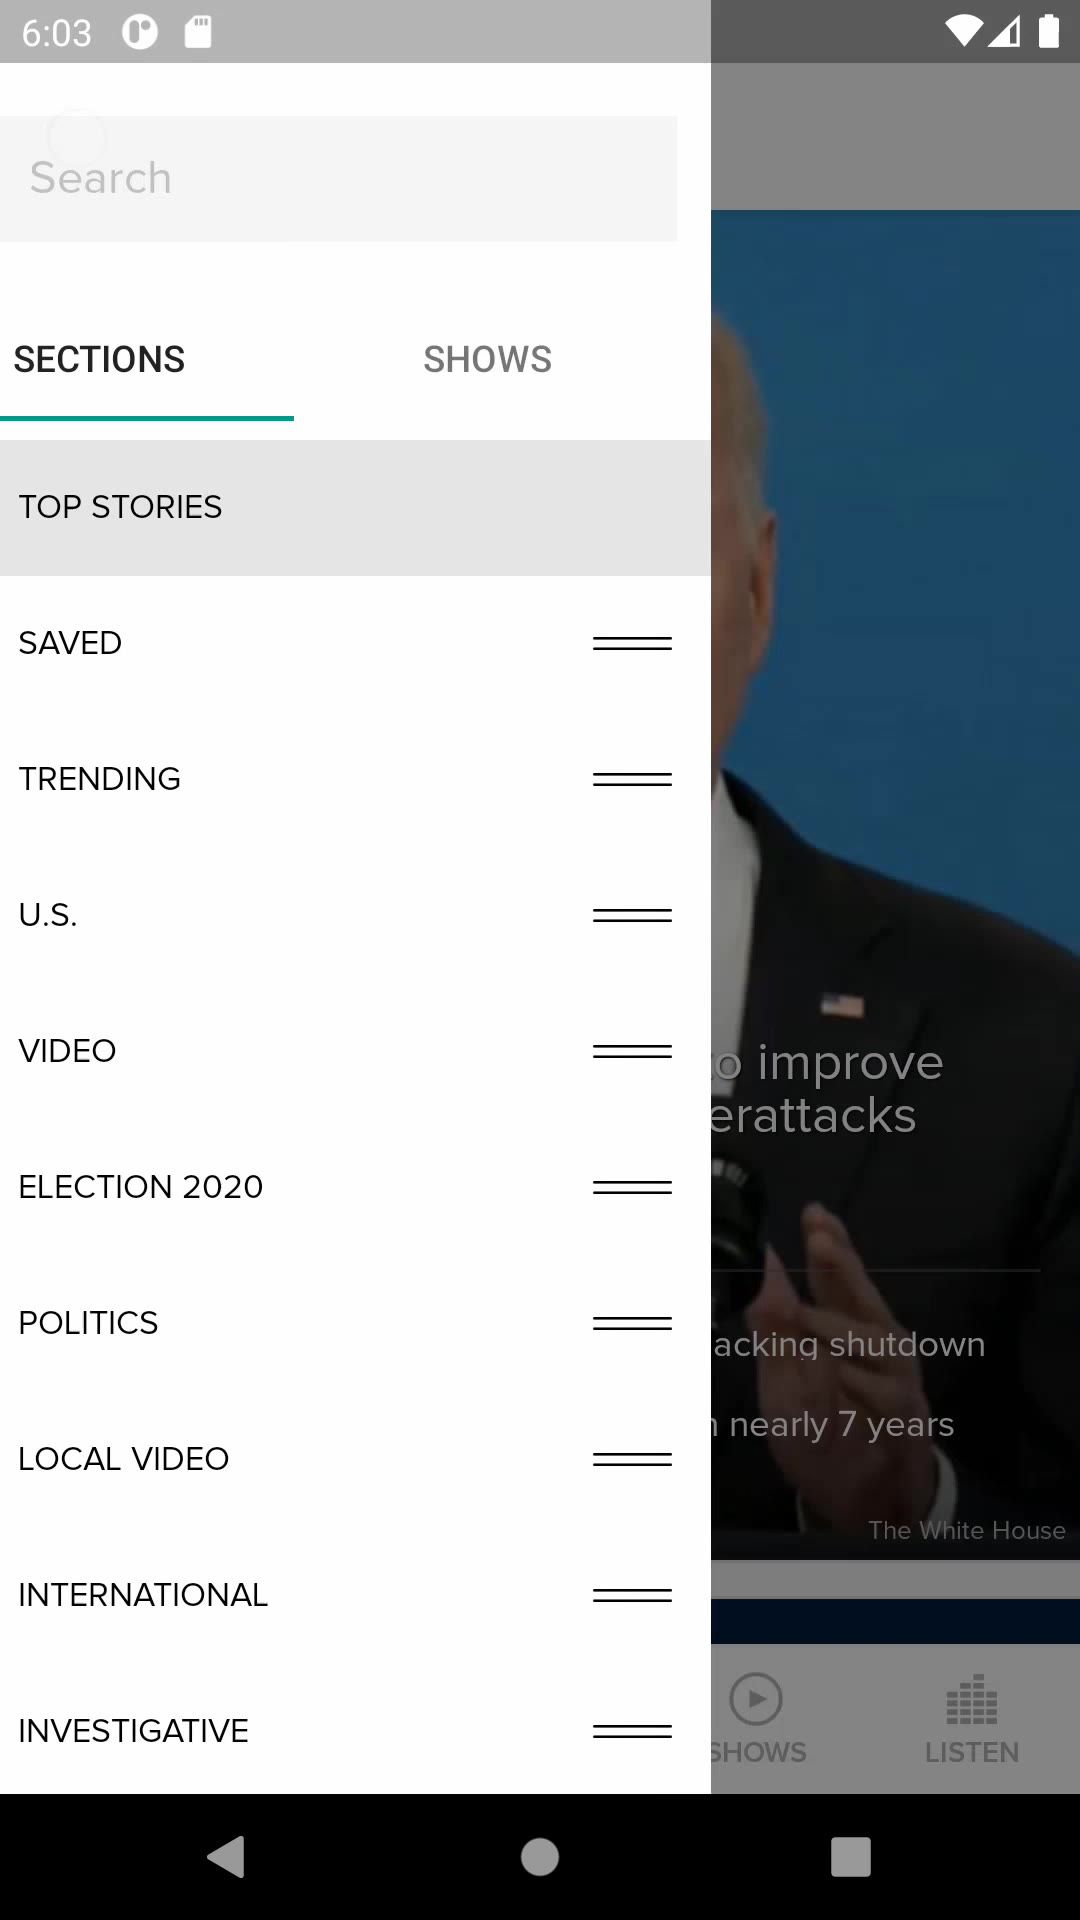 6:03
Search
SECTIONS
SHOWS
TOP STORIES
SAVED
TRENDING
U.S.
VIDEO
to improve
erattacks
ELECTION 2020
POLITICS
acking shutdown
nearly 7 years
LOCAL VIDEO
The White House
INTERNATIONAL
INVESTIGATIVE
SHOWS
LISTEN